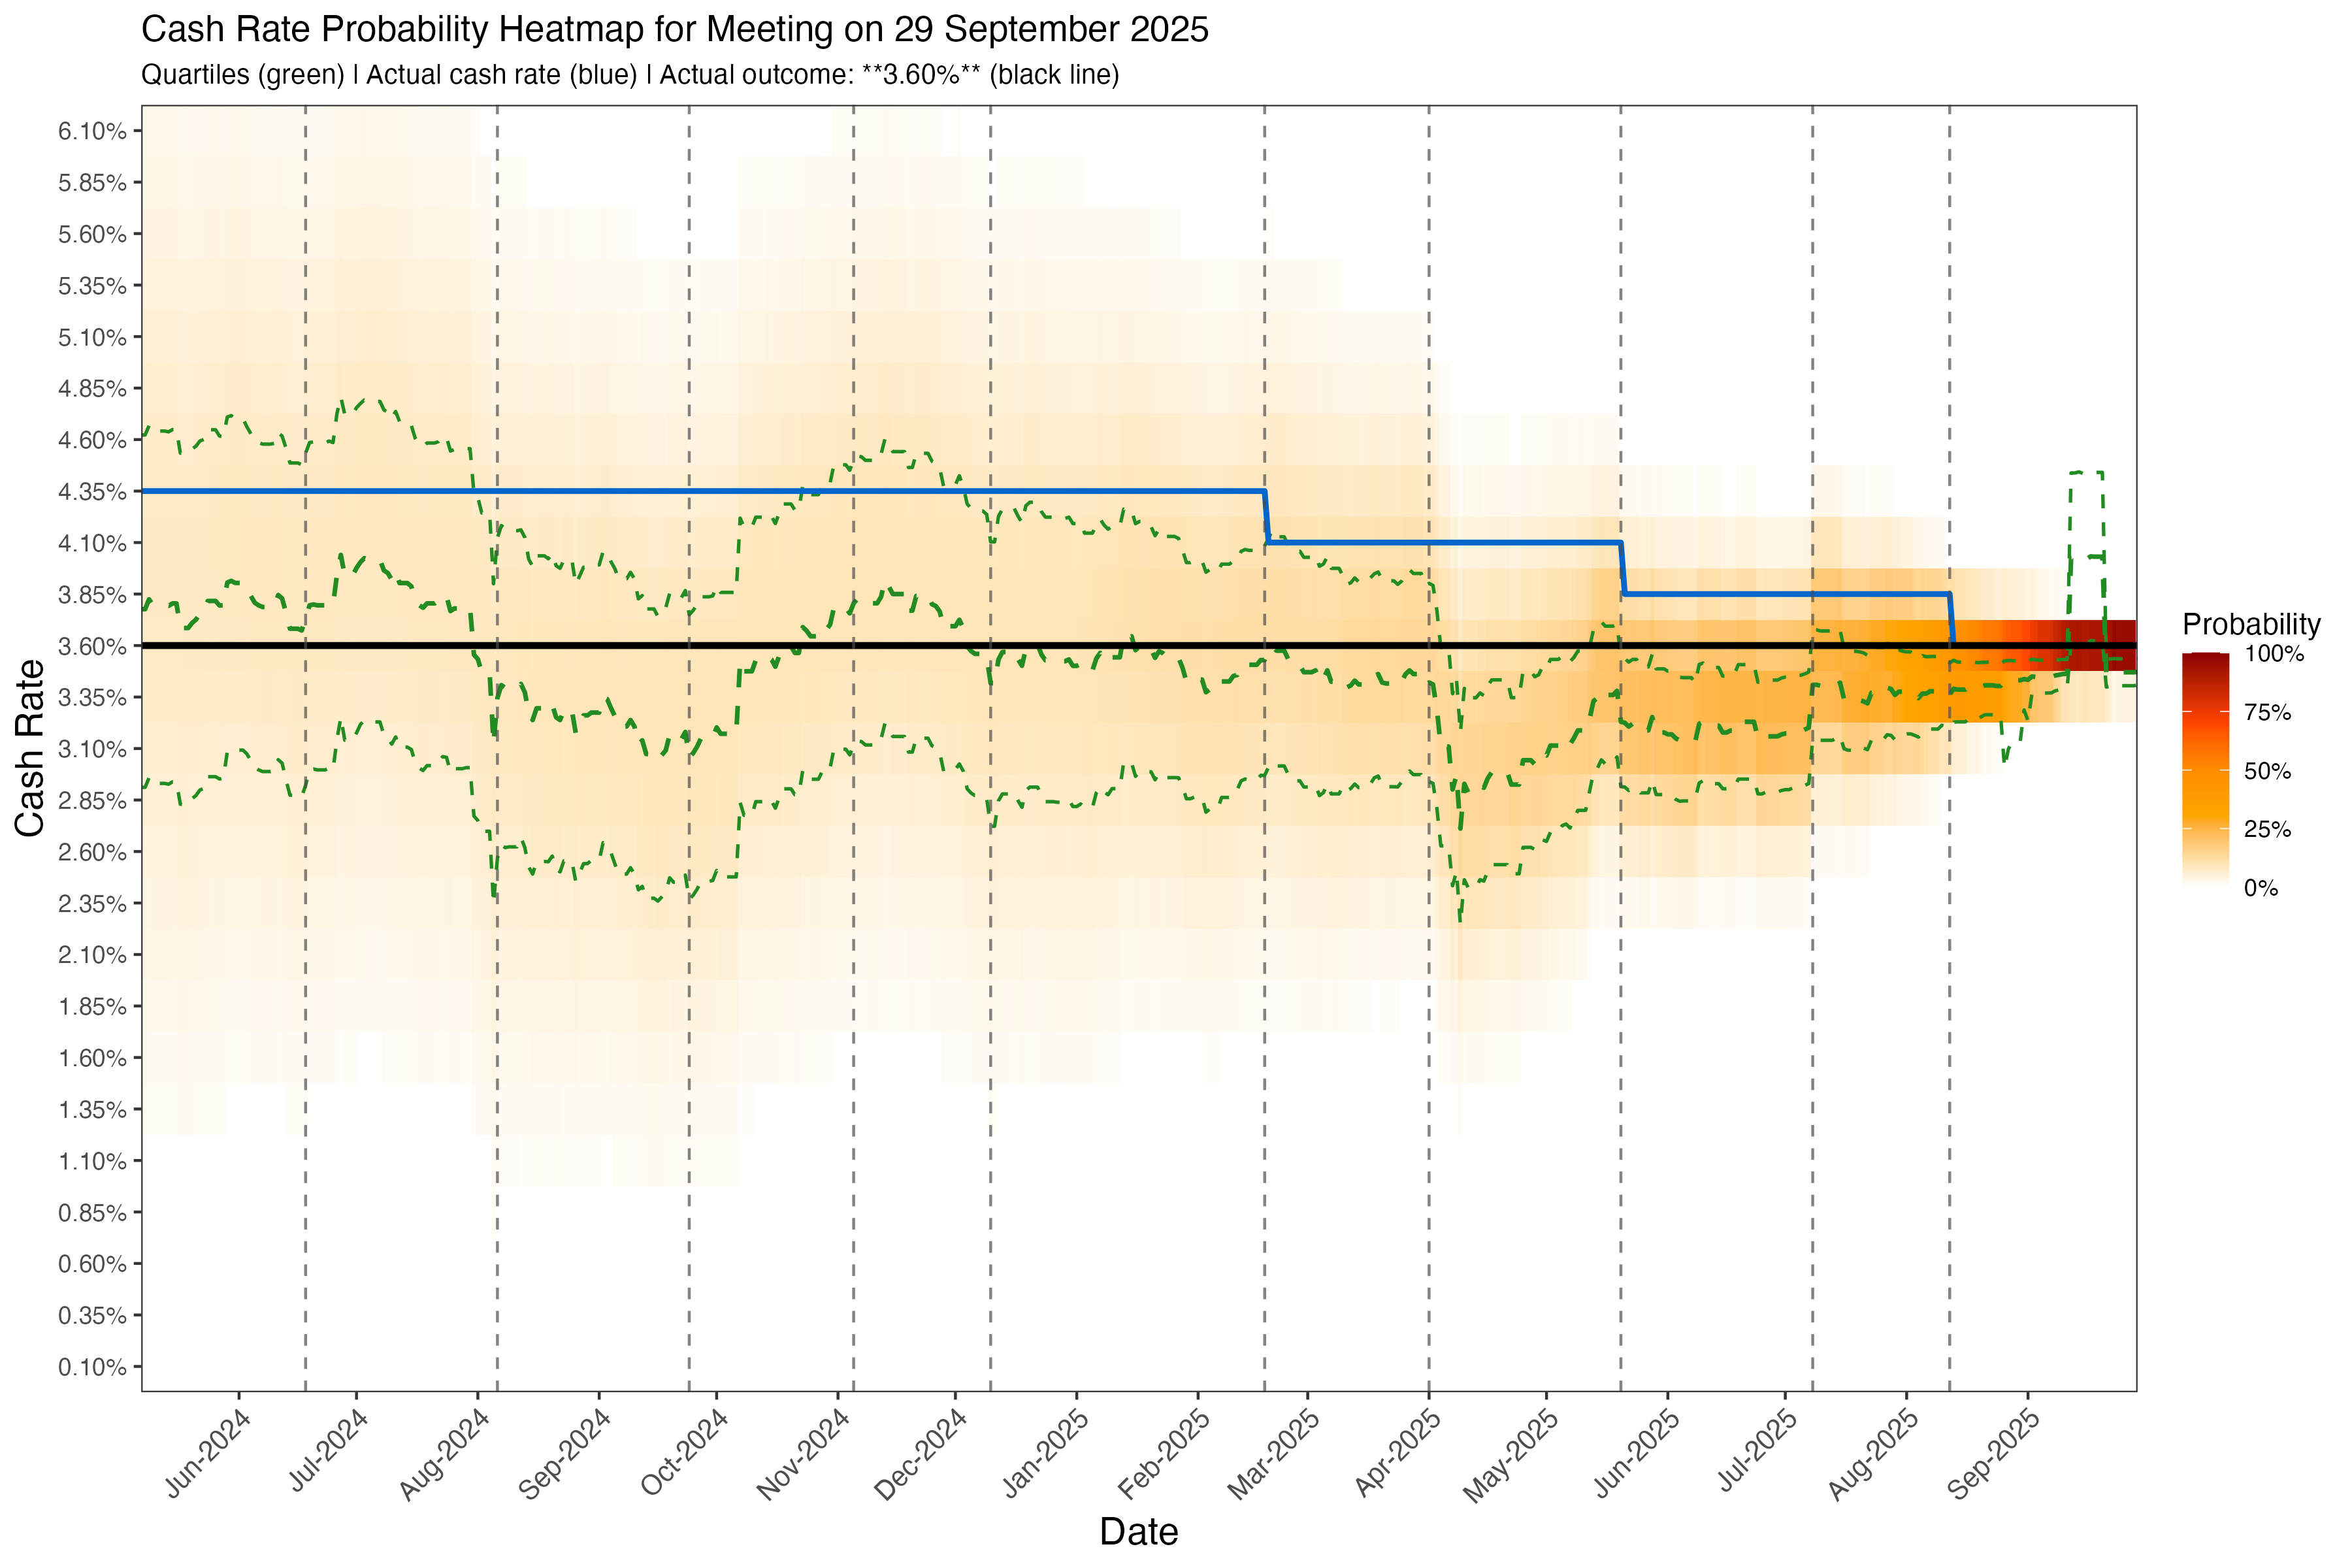 Cash Rate Probability Heatmap for Meeting on 29 September 2025
Quartiles (green) | Actual cash rate (blue) | Actual outcome: **3.60%** (black line)
Cash Rate
6.10%
5.85%
5.60%
5.35%
5.10%
4.85%
4.60%
4.35%
4.10%
3.85%
3.60%
3.35%
3.10%
2.85%
2.60%
2.35%
2.10%
1.85%
1.60%
1.35%
1.10%
0.85%
0.60%
0.35%
0.10%
Jun-2024
Jul-2024
Aug-2024
Sep-2024
Oct-2024
Nov-2024
Dec-2024
Jan-2025
Feb-2025
Mar-2025
Apr-2025
May-2025
Jun-2025
Jul-2025
Aug-2025
Sep-2025
Date
Probability
100%
75%
50%
25%
0%